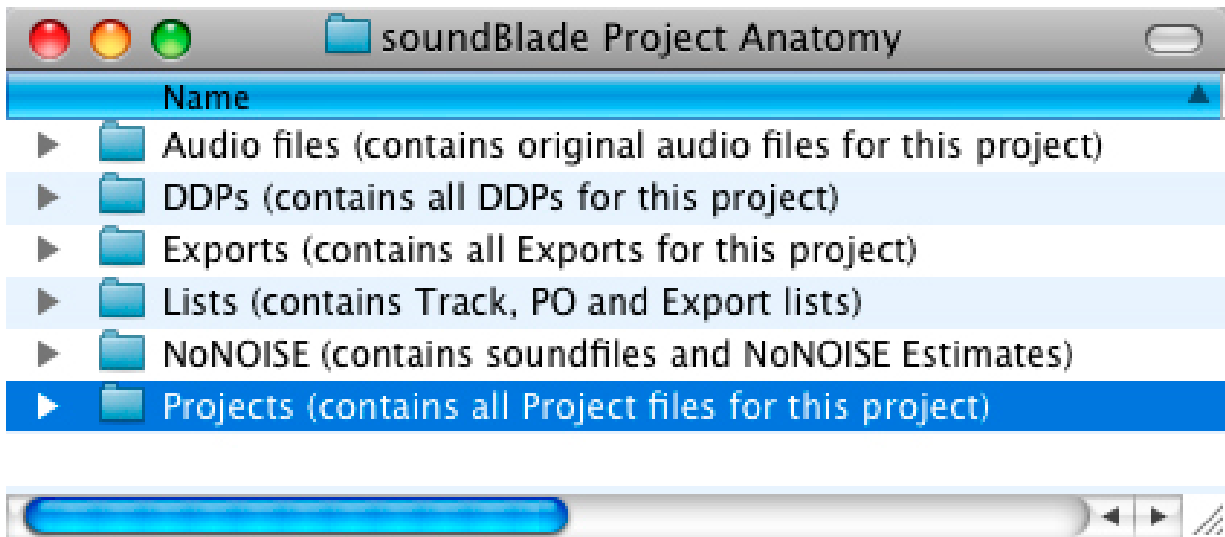 soundBlade Project Anatomy
Name
Audio files (contains original audio files for this project)
DDPs (contains all DDPs for this project)
Exports (contains all Exports for this project)
Lists (contains Track, PO and Export lists)
NoNOISE (contains soundfiles and NoNOISE Estimates)
Projects (contains all Project files for this project)